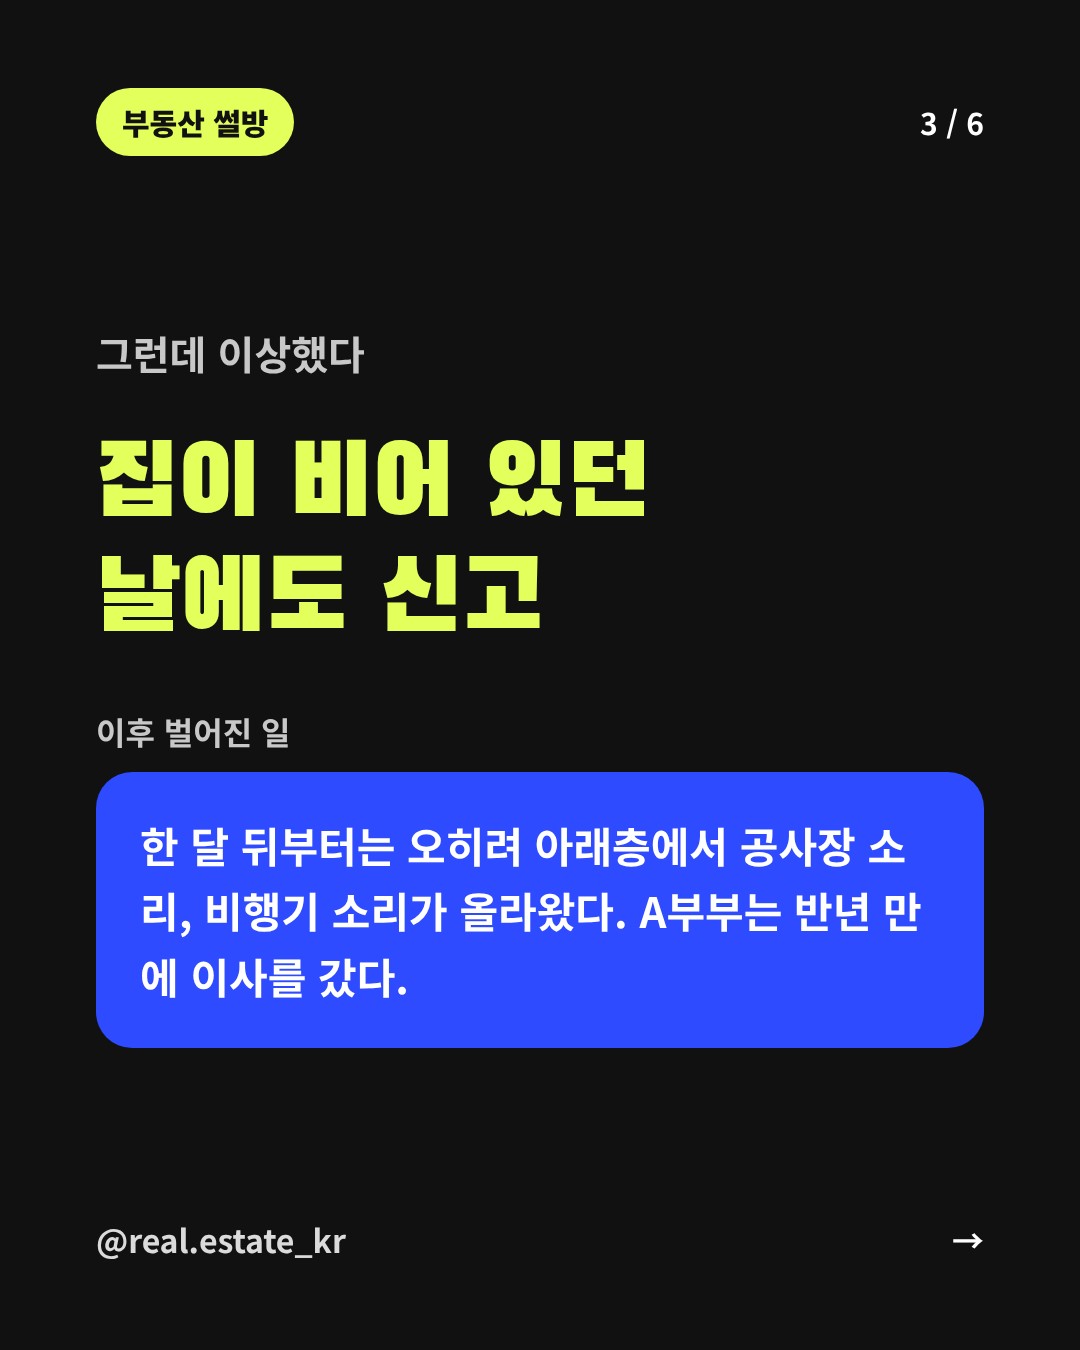 부동산 썰방
3 / 6
그런데 이상했다
집이 비어 있던
날에도 신고
이후 벌어진 일
한 달 뒤부터는 오히려 아래층에서 공사장 소
리, 비행기 소리가 올라왔다. A부부는 반년 만
에 이사를 갔다.
@real.estate_kr
→